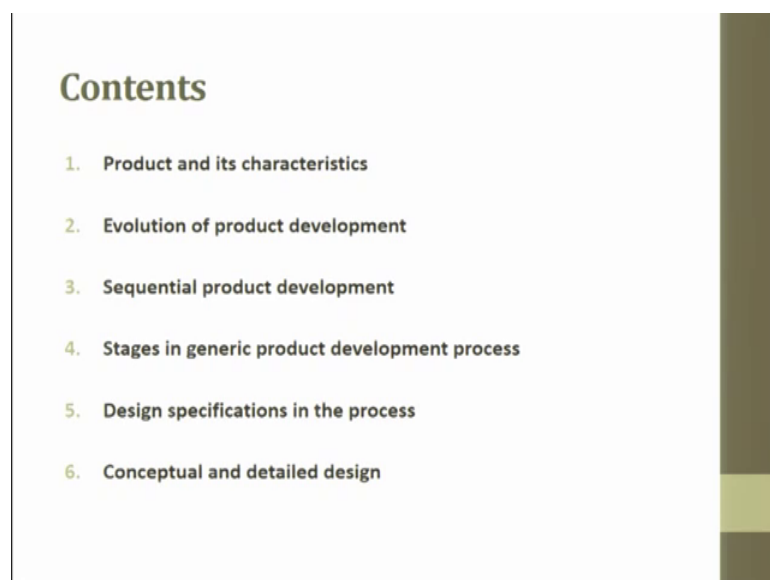 Contents
1. Product and its characteristics
2. Evolution of product development
3. Sequential product development
4. Stages in generic product development process
5. Design specifications in the process
6. Conceptual and detailed design